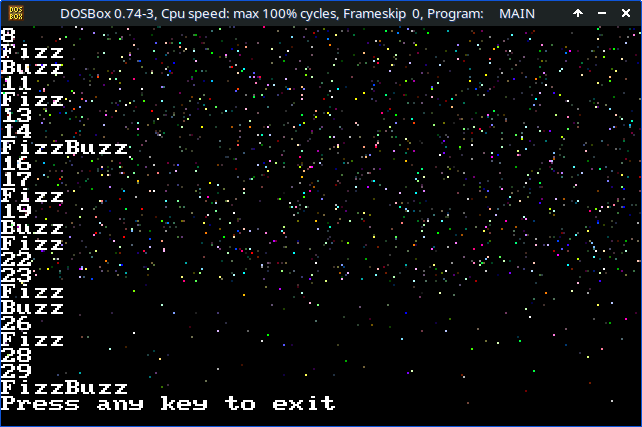 DOS BOX DOSBox 0.74-3, Cpu speed: max 100% cycles, Frameskip 0, Program: MAIN
8
Fizz
Buzz
11
Fizz
13
14
FizzBuzz
16
17
Fizz
19
Buzz
Fizz
22
23
Fizz
Buzz
26
Fizz
28
29
FizzBuzz
Press any key to exit